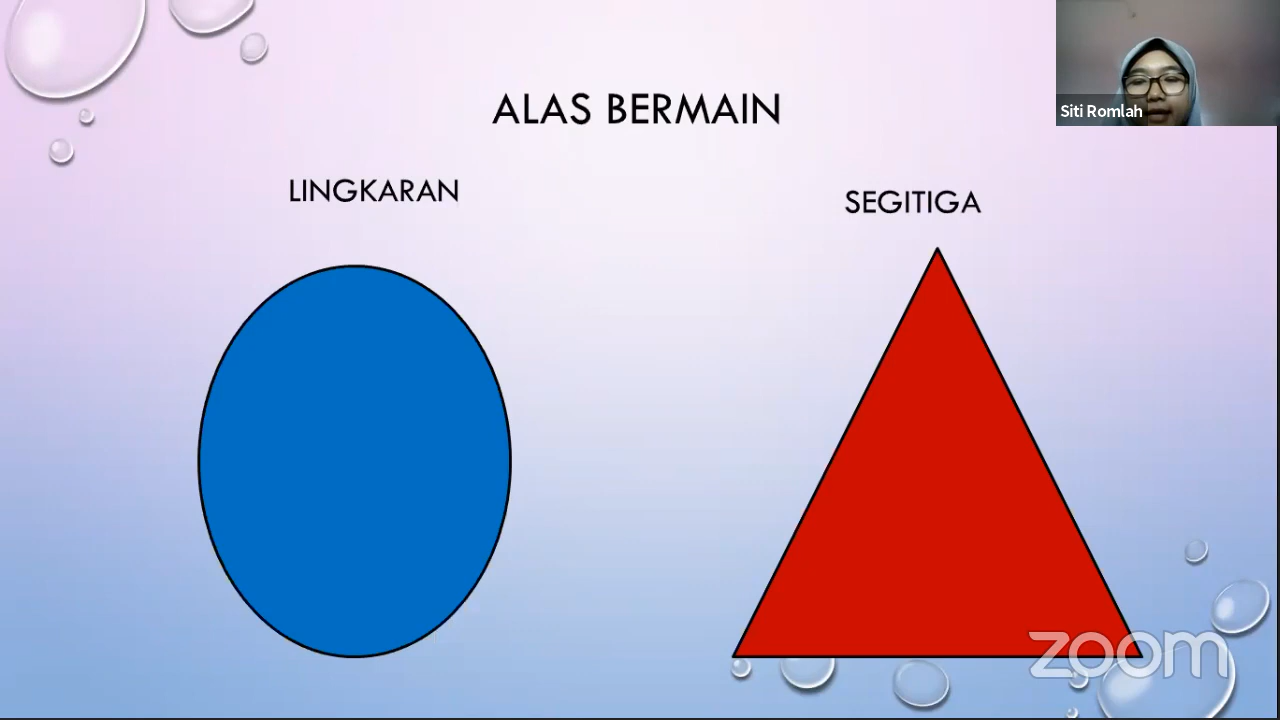 ALAS BERMAIN
Siti Romlah
LINGKARAN
SEGITIGA
zoom